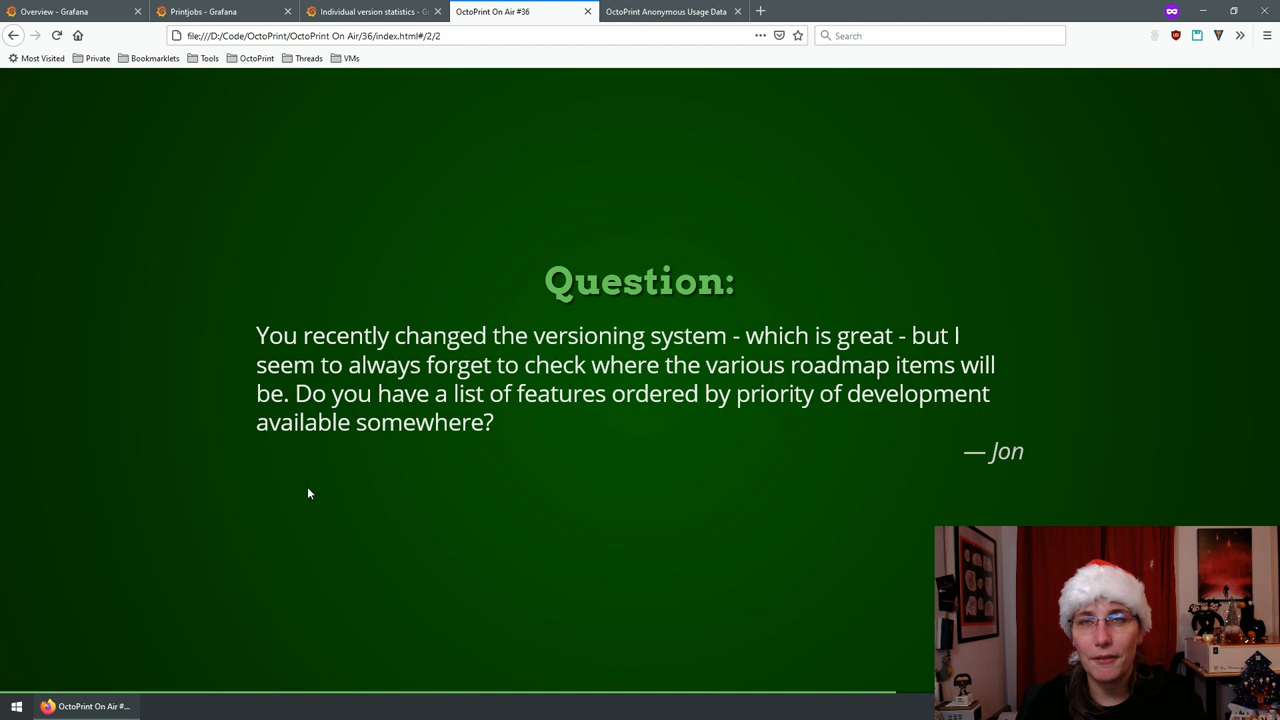 Overview - Grafana
Printjobs - Grafana
Individual version statistics - G
OctoPrint On Air #36
OctoPrint Anonymous Usage Data
file:///D:/Code/OctoPrint/OctoPrint On Air/36/index.html#/2/2
Search
Most Visited
Private
Bookmarklets
Tools
OctoPrint
Threads
VMs
Question:
You recently changed the versioning system - which is great - but I
seem to always forget to check where the various roadmap items will
be. Do you have a list of features ordered by priority of development
available somewhere?
— Jon
OctoPrint On Air #...